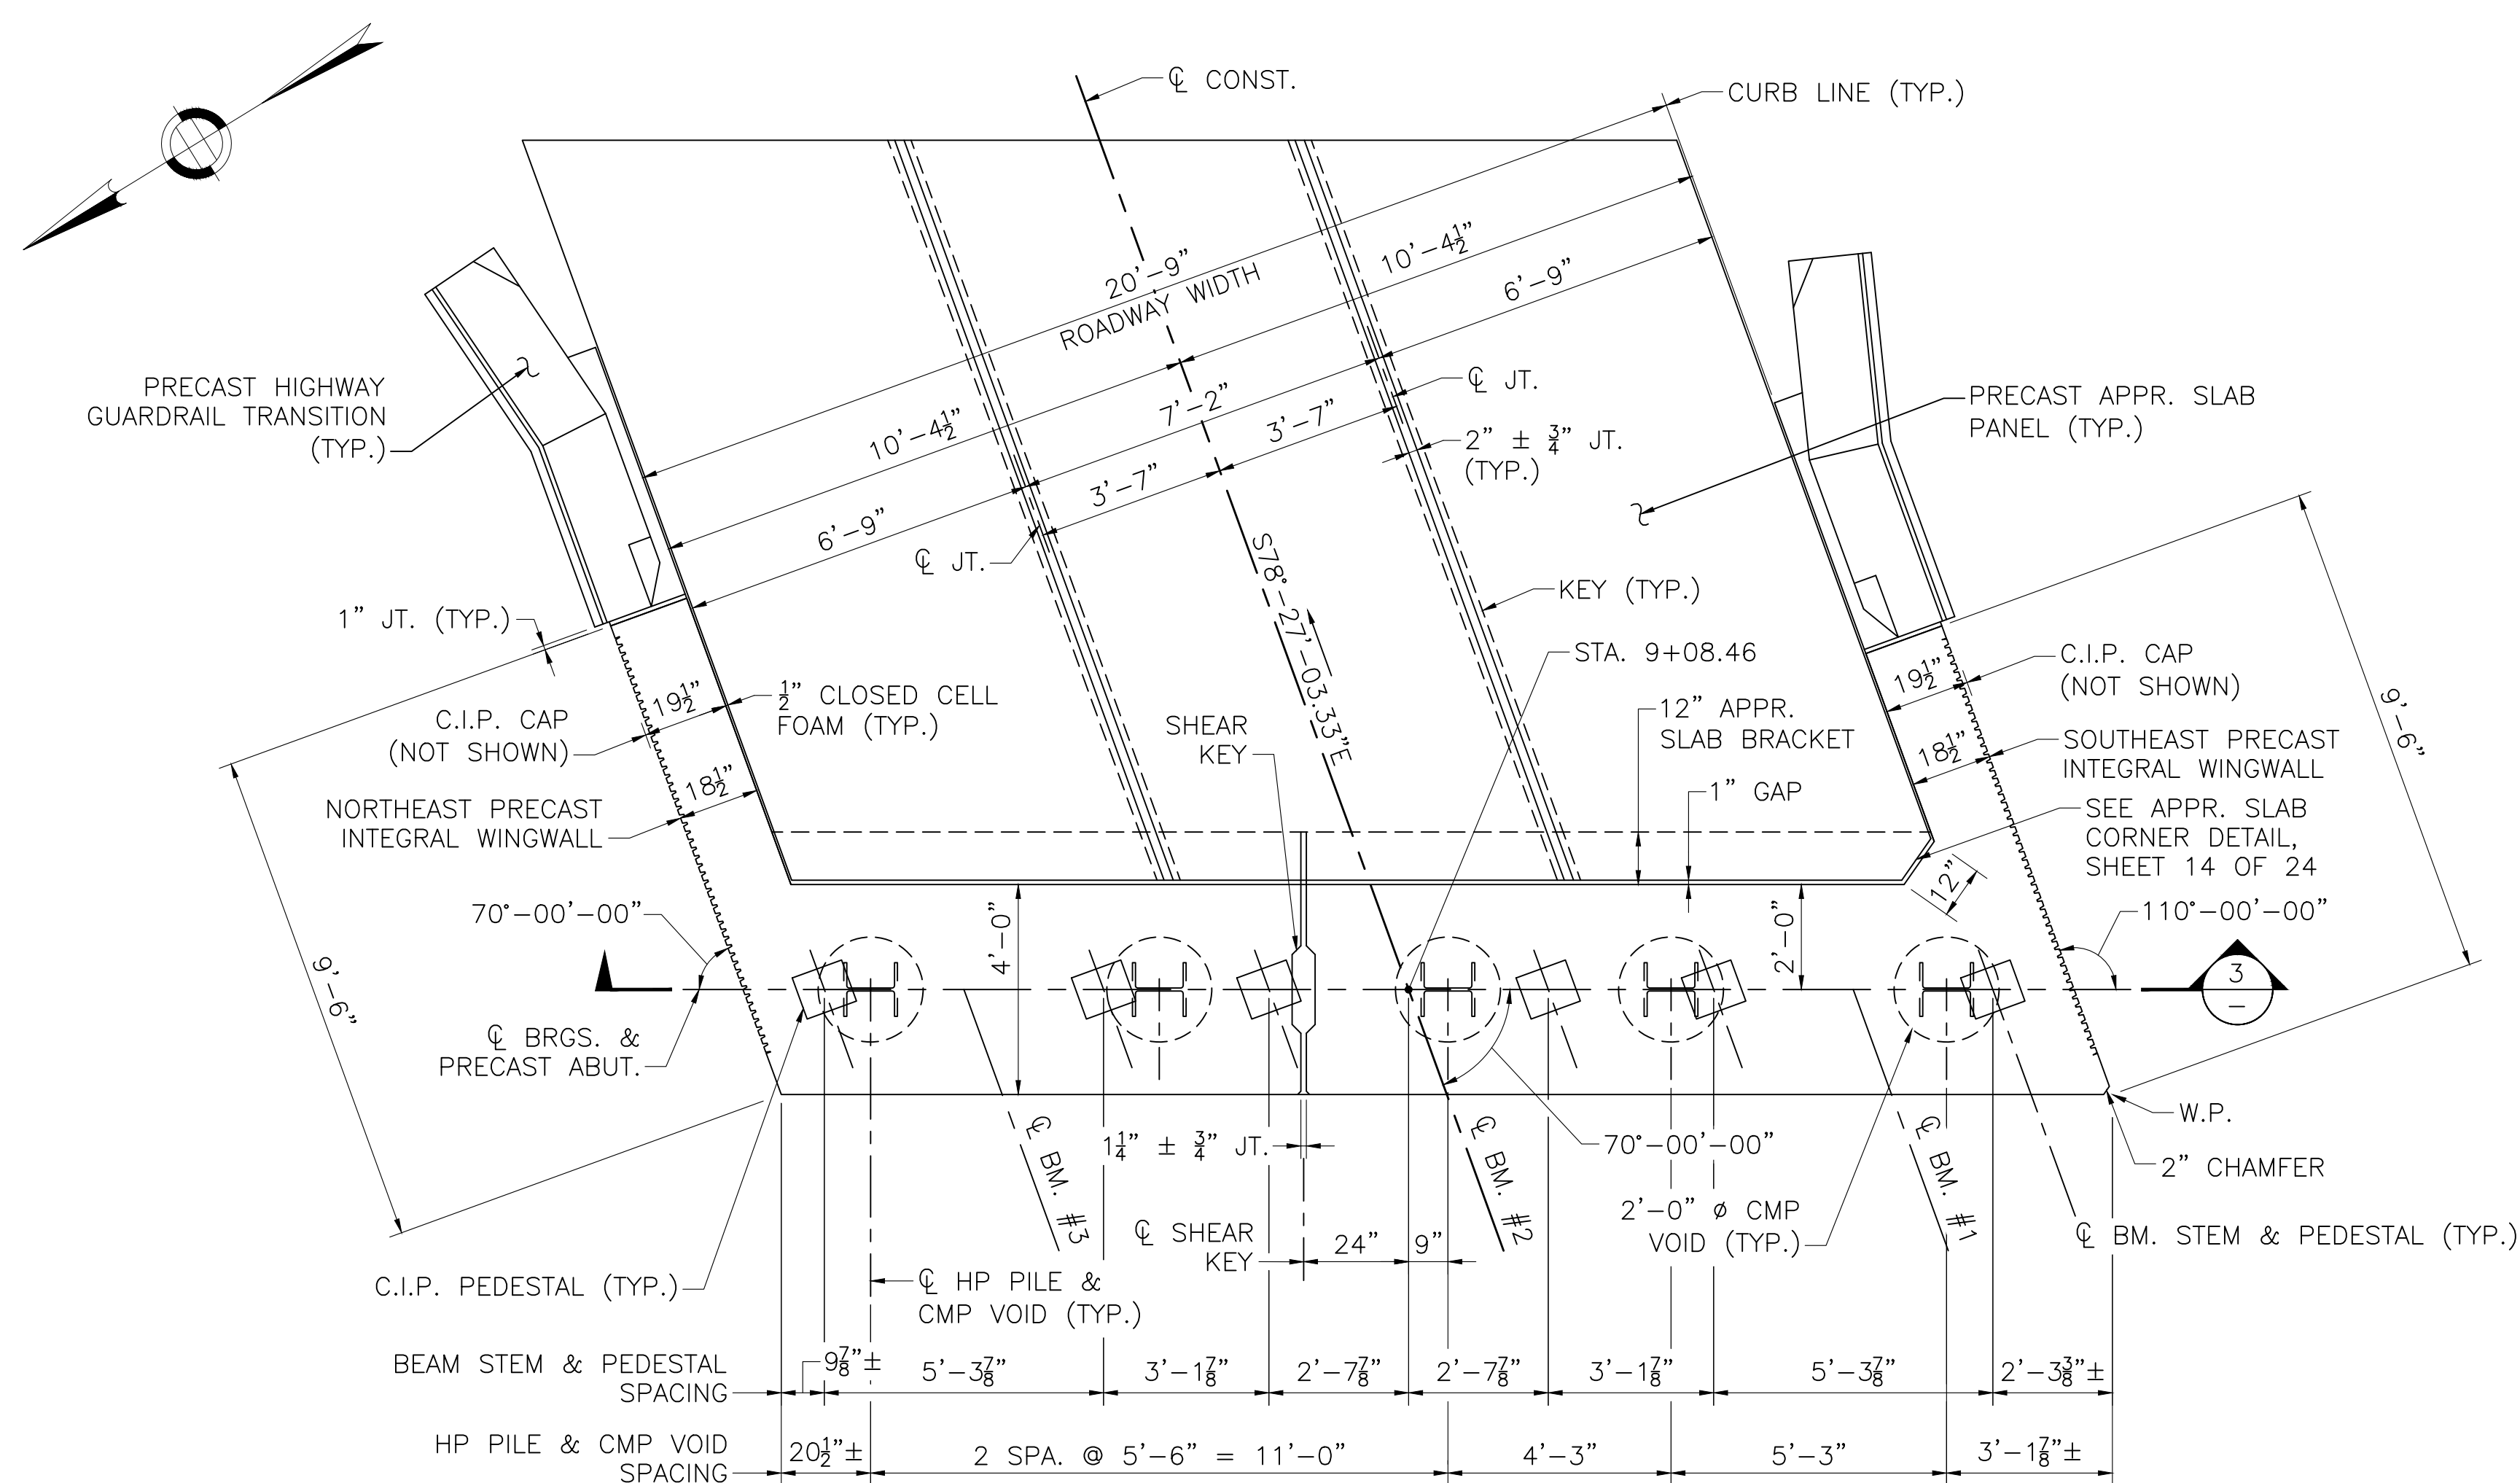 ℄ CONST.
CURB LINE (TYP.)
20'-9"
ROADWAY WIDTH
10'-4½"
6'-9"
PRECAST HIGHWAY
GUARDRAIL TRANSITION
(TYP.)
10'-4½"
7'-2"
3'-7"
℄ JT.
2" ± ¾" JT.
(TYP.)
PRECAST APPR. SLAB
PANEL (TYP.)
6'-9"
3'-7"
℄ JT.
S78°-27'-03.33"E
KEY (TYP.)
1" JT. (TYP.)
STA. 9+08.46
C.I.P. CAP
(NOT SHOWN)
19½"
½" CLOSED CELL
FOAM (TYP.)
SHEAR
KEY
12" APPR.
SLAB BRACKET
19½"
C.I.P. CAP
(NOT SHOWN)
9'-6"
NORTHEAST PRECAST
INTEGRAL WINGWALL
18½"
1" GAP
18½"
SOUTHEAST PRECAST
INTEGRAL WINGWALL
SEE APPR. SLAB
CORNER DETAIL,
SHEET 14 OF 24
12"
70°-00'-00"
4'-0"
2'-0"
110°-00'-00"
3
-
9'-6"
℄ BRGS. &
PRECAST ABUT.
1¼" ± ¾" JT.
70°-00'-00"
W.P.
2" CHAMFER
℄ BM. #3
℄ BM. #2
℄ BM. #1
℄ SHEAR
KEY
24"
9"
2'-0" ø CMP
VOID (TYP.)
℄ BM. STEM & PEDESTAL (TYP.)
C.I.P. PEDESTAL (TYP.)
℄ HP PILE &
CMP VOID (TYP.)
BEAM STEM & PEDESTAL
SPACING
9⅞"±
5'-3⅞"
3'-1⅞"
2'-7⅞"
2'-7⅞"
3'-1⅞"
5'-3⅞"
2'-3⅜"±
HP PILE & CMP VOID
SPACING
20½"±
2 SPA. @ 5'-6" = 11'-0"
4'-3"
5'-3"
3'-1⅞"±